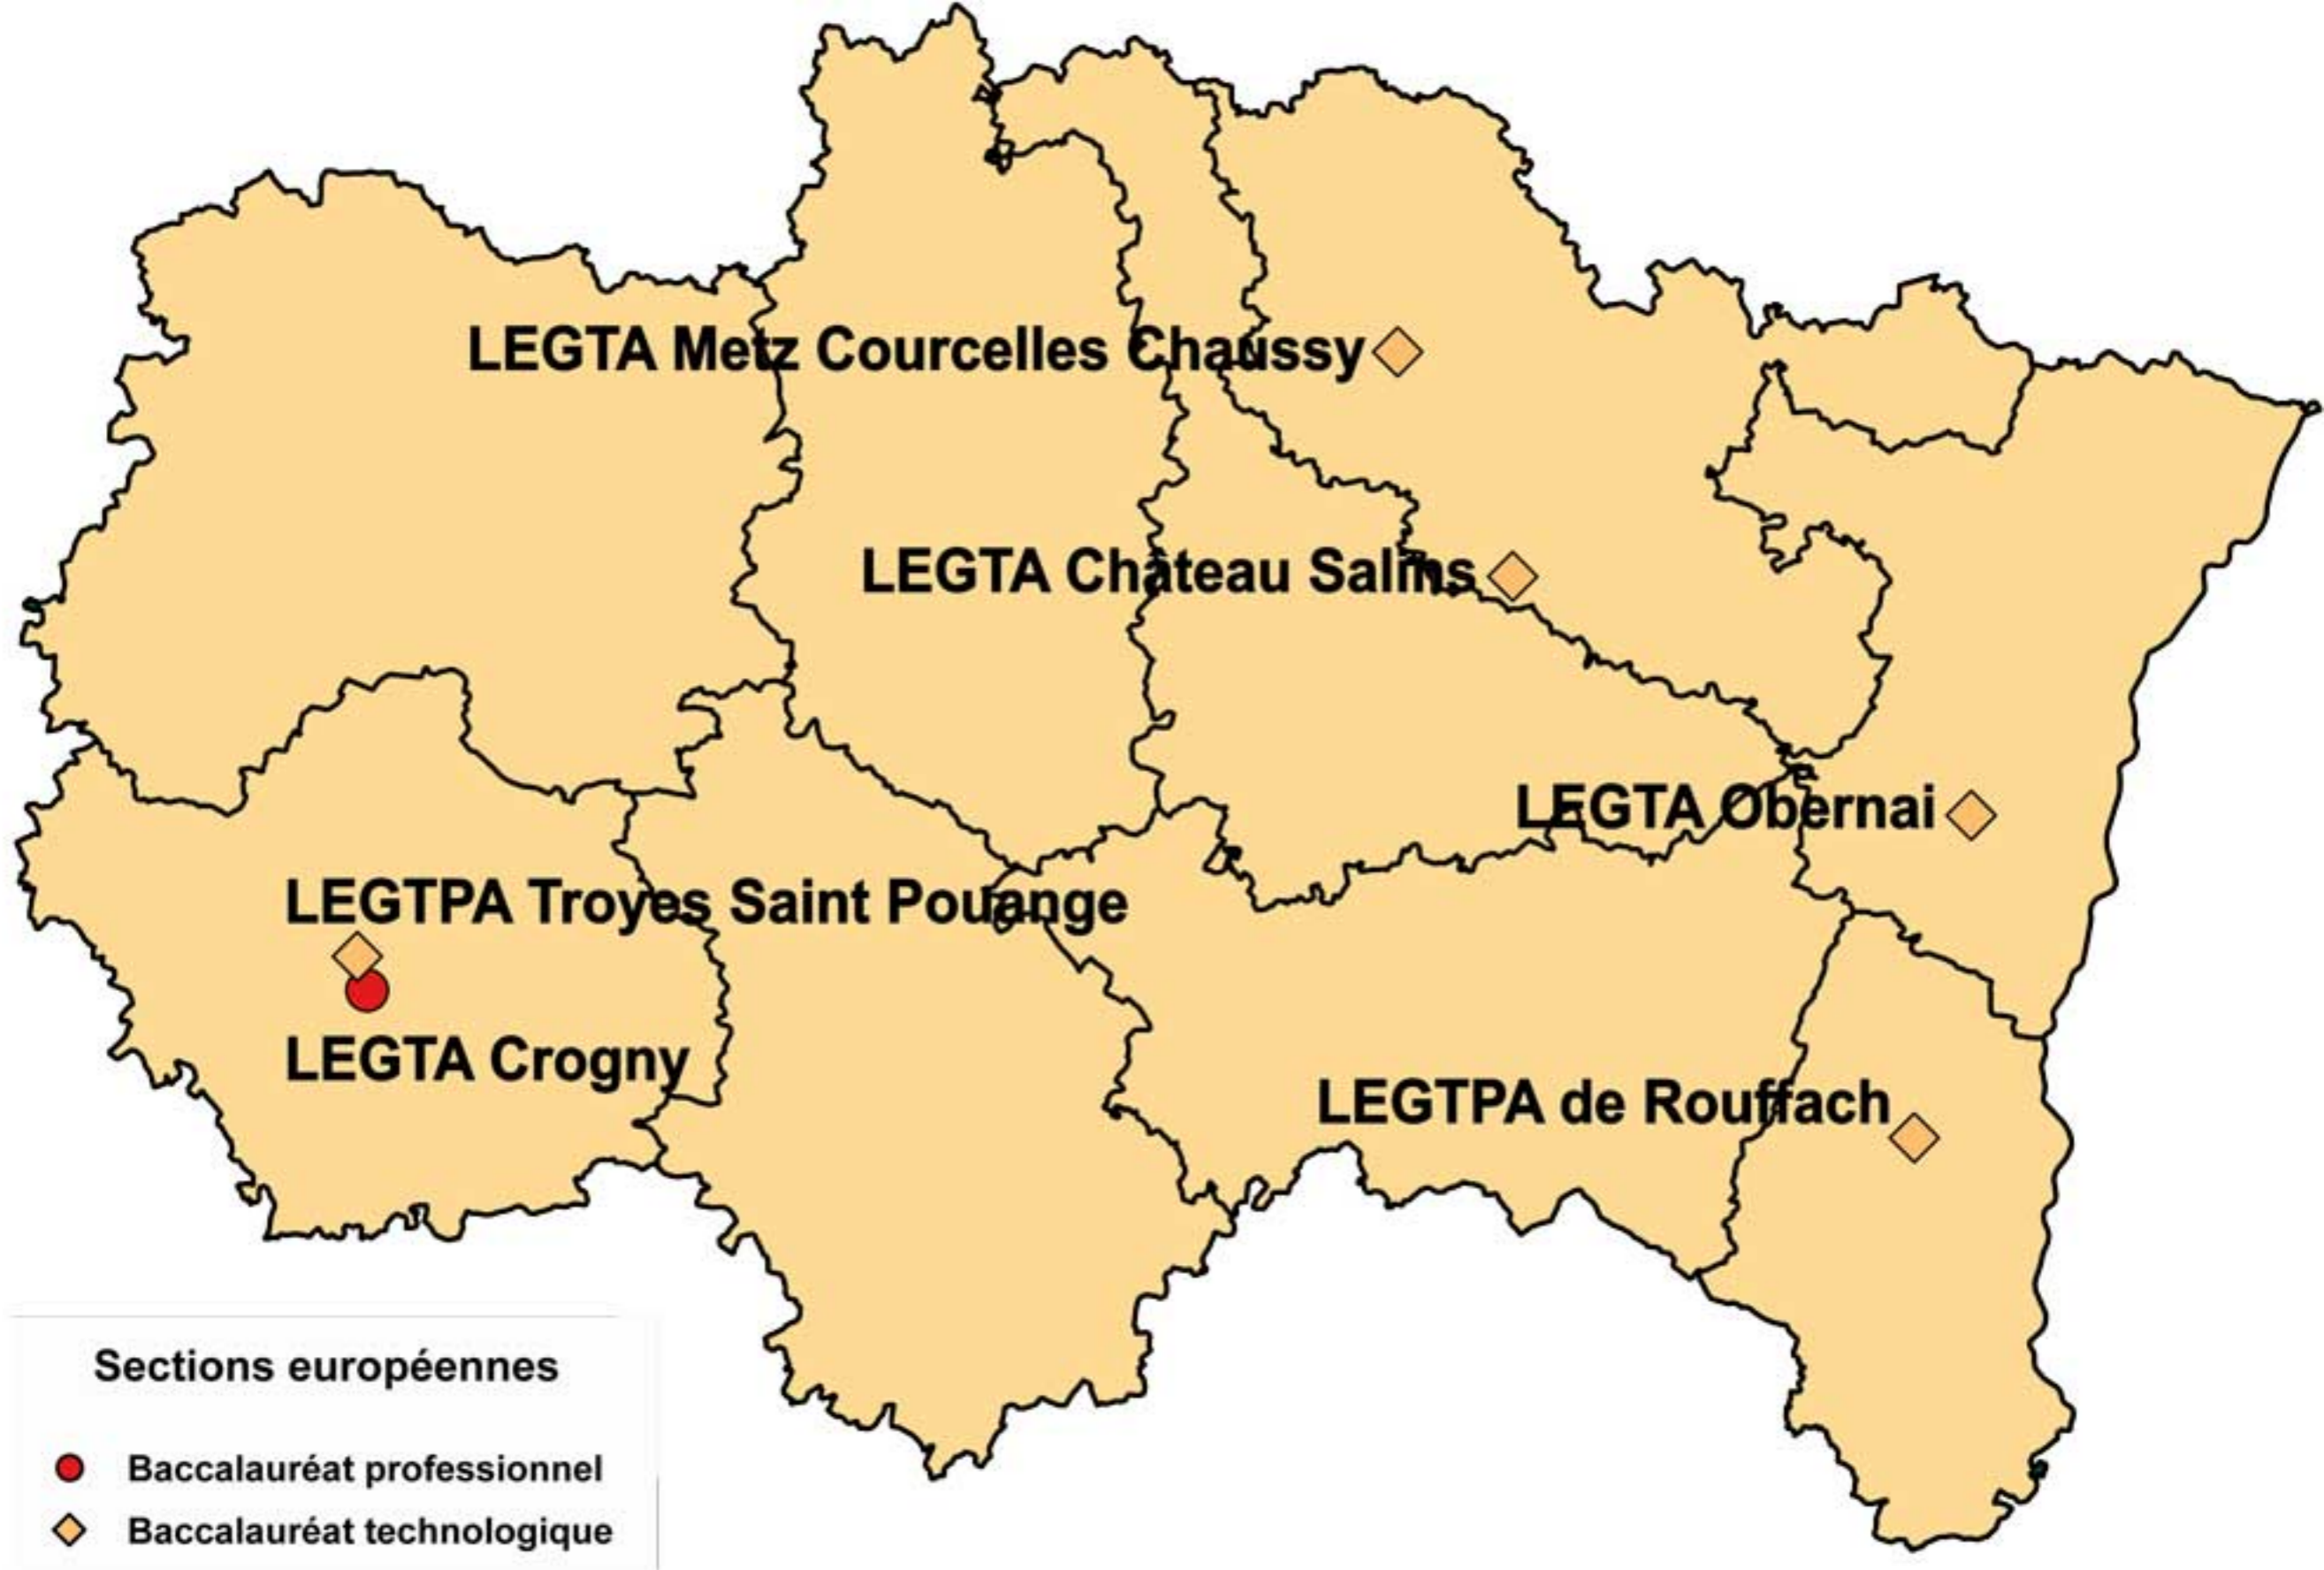 LEGTA Metz Courcelles Chaussy
LEGTA Château Salins
LEGTA Obernai
LEGTPA Troyes Saint Pouange
LEGTA Crogny
LEGTPA de Rouffach
Sections européennes
Baccalauréat professionnel
Baccalauréat technologique